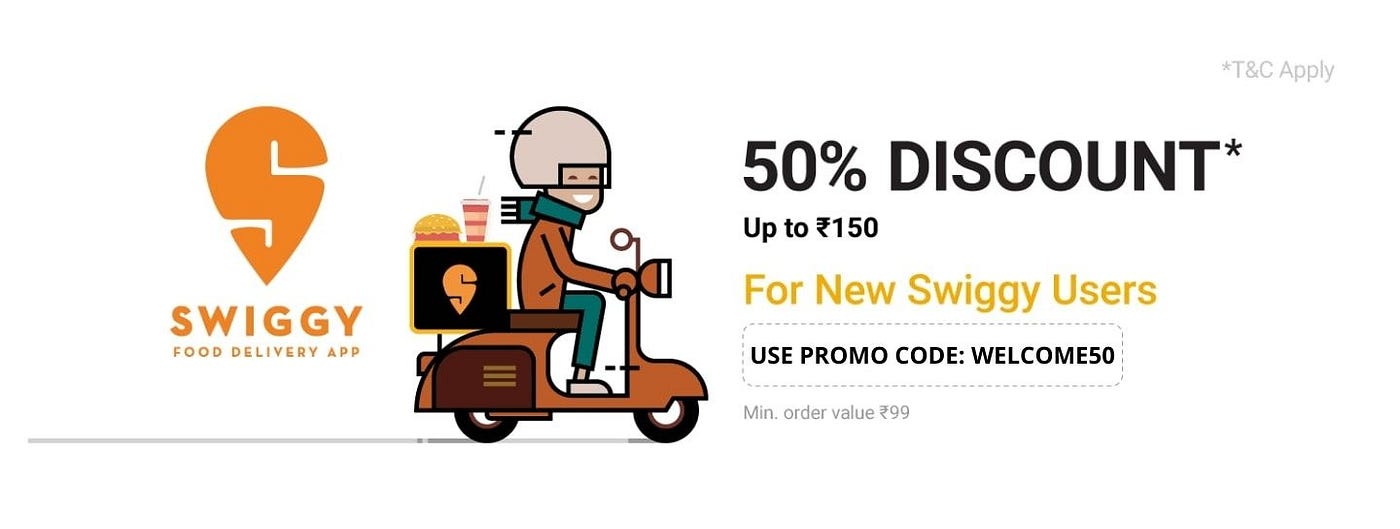 *T&C Apply
SWIGGY
FOOD DELIVERY APP
50% DISCOUNT*
Up to ₹150
For New Swiggy Users
USE PROMO CODE: WELCOME50
Min. order value ₹99